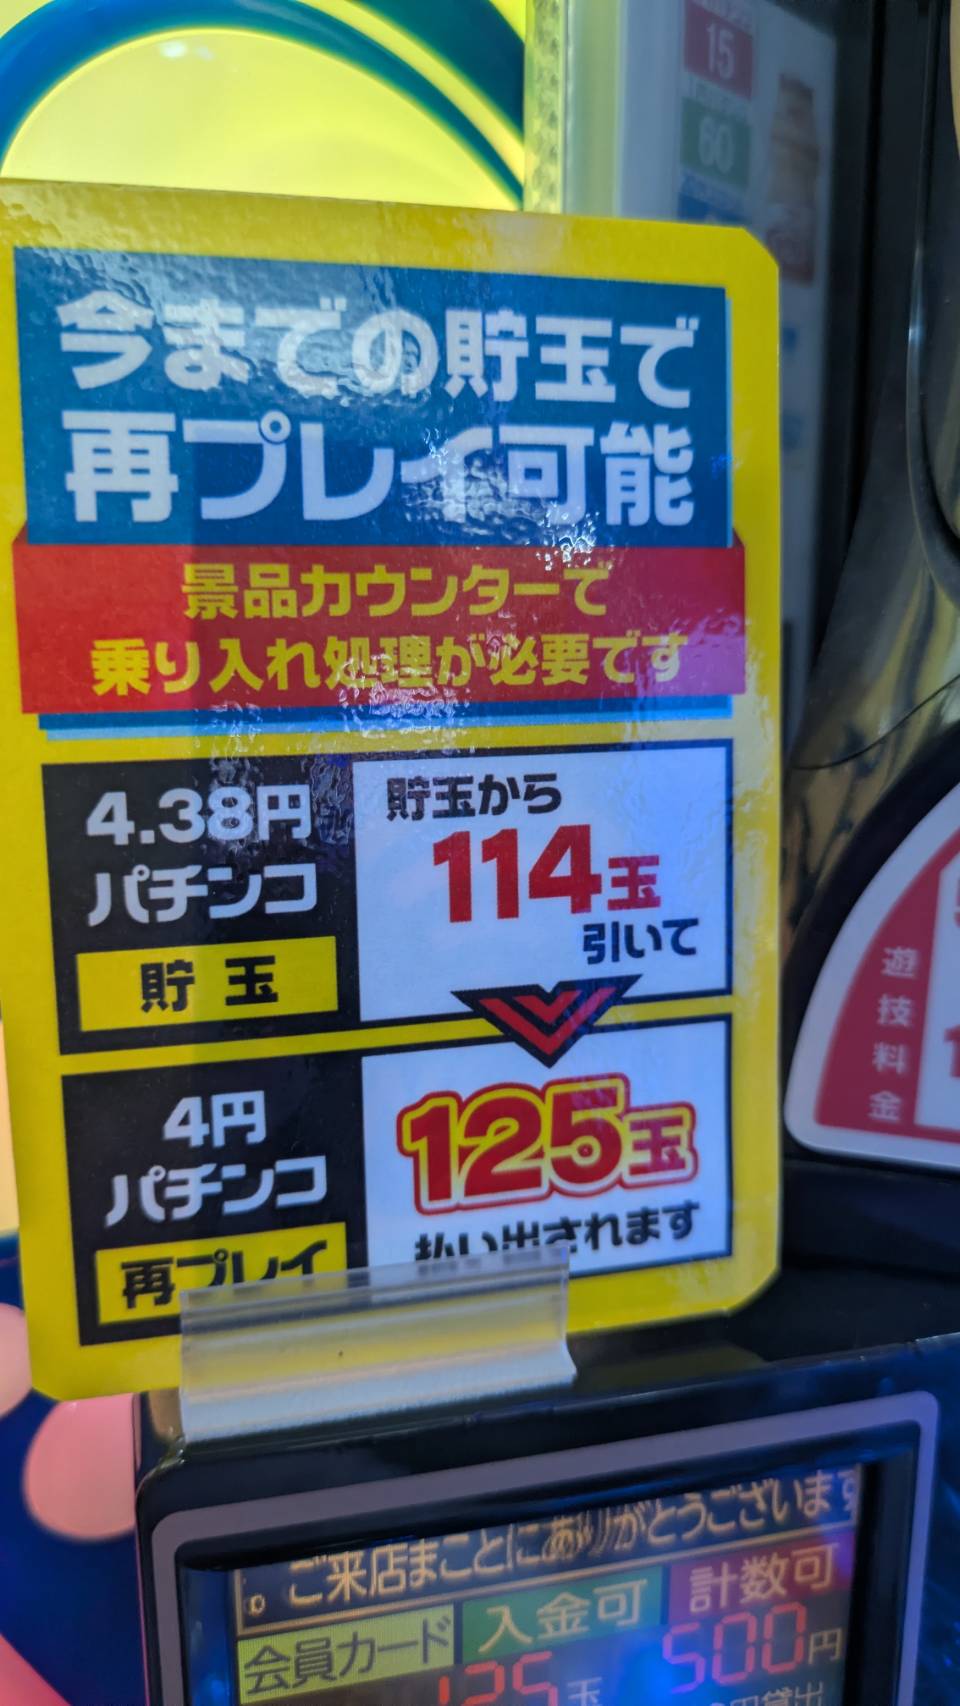 15
60
今までの貯玉で
再プレイ可能
景品カウンターで
乗り入れ処理が必要です
4.38円
パチンコ
貯玉
貯玉から
114玉
引いて
4円
パチンコ
再プレイ
125玉
払い出されます
遊技料金
ご来店まことにありがとうございます
会員カード
入金可
計数可
125玉
500円
円貸出